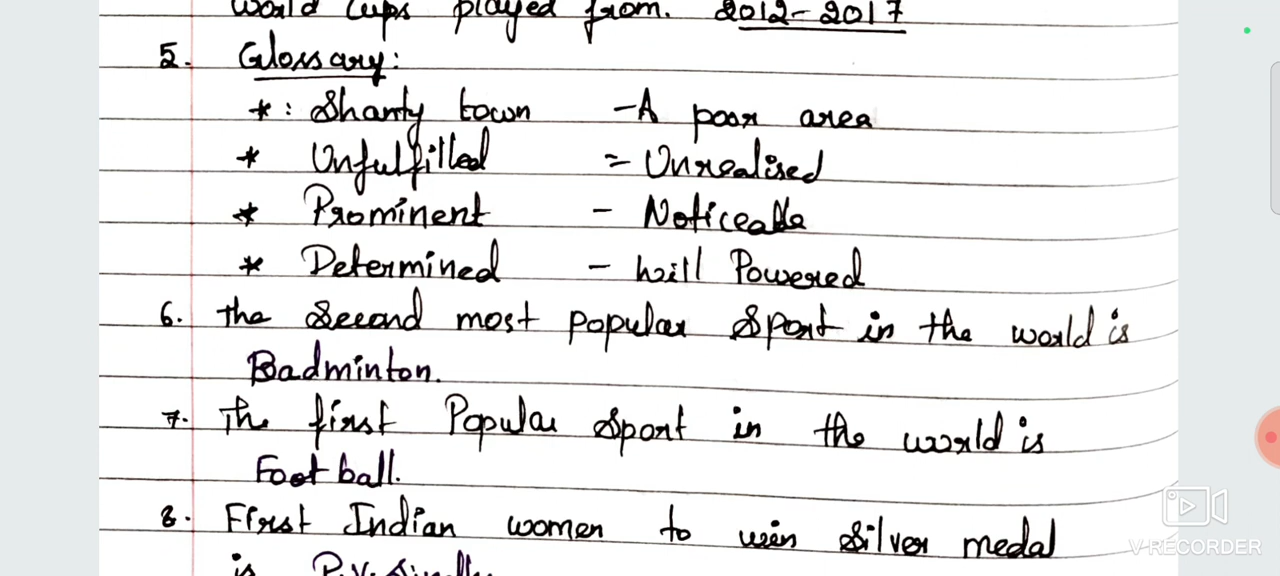 World Cups played from. 2012-2017
5. Glossary:
* : Shanty town - A poor area
* Unfulfilled = Unrealised
* Prominent - Noticeable
* Determined - will Powered
6. the second most popular sport in the world is
Badminton.
7. The first Popular sport in the world is
Foot ball.
8. First Indian women to win silver medal
is P.V. Sindhu
V-RECORDER